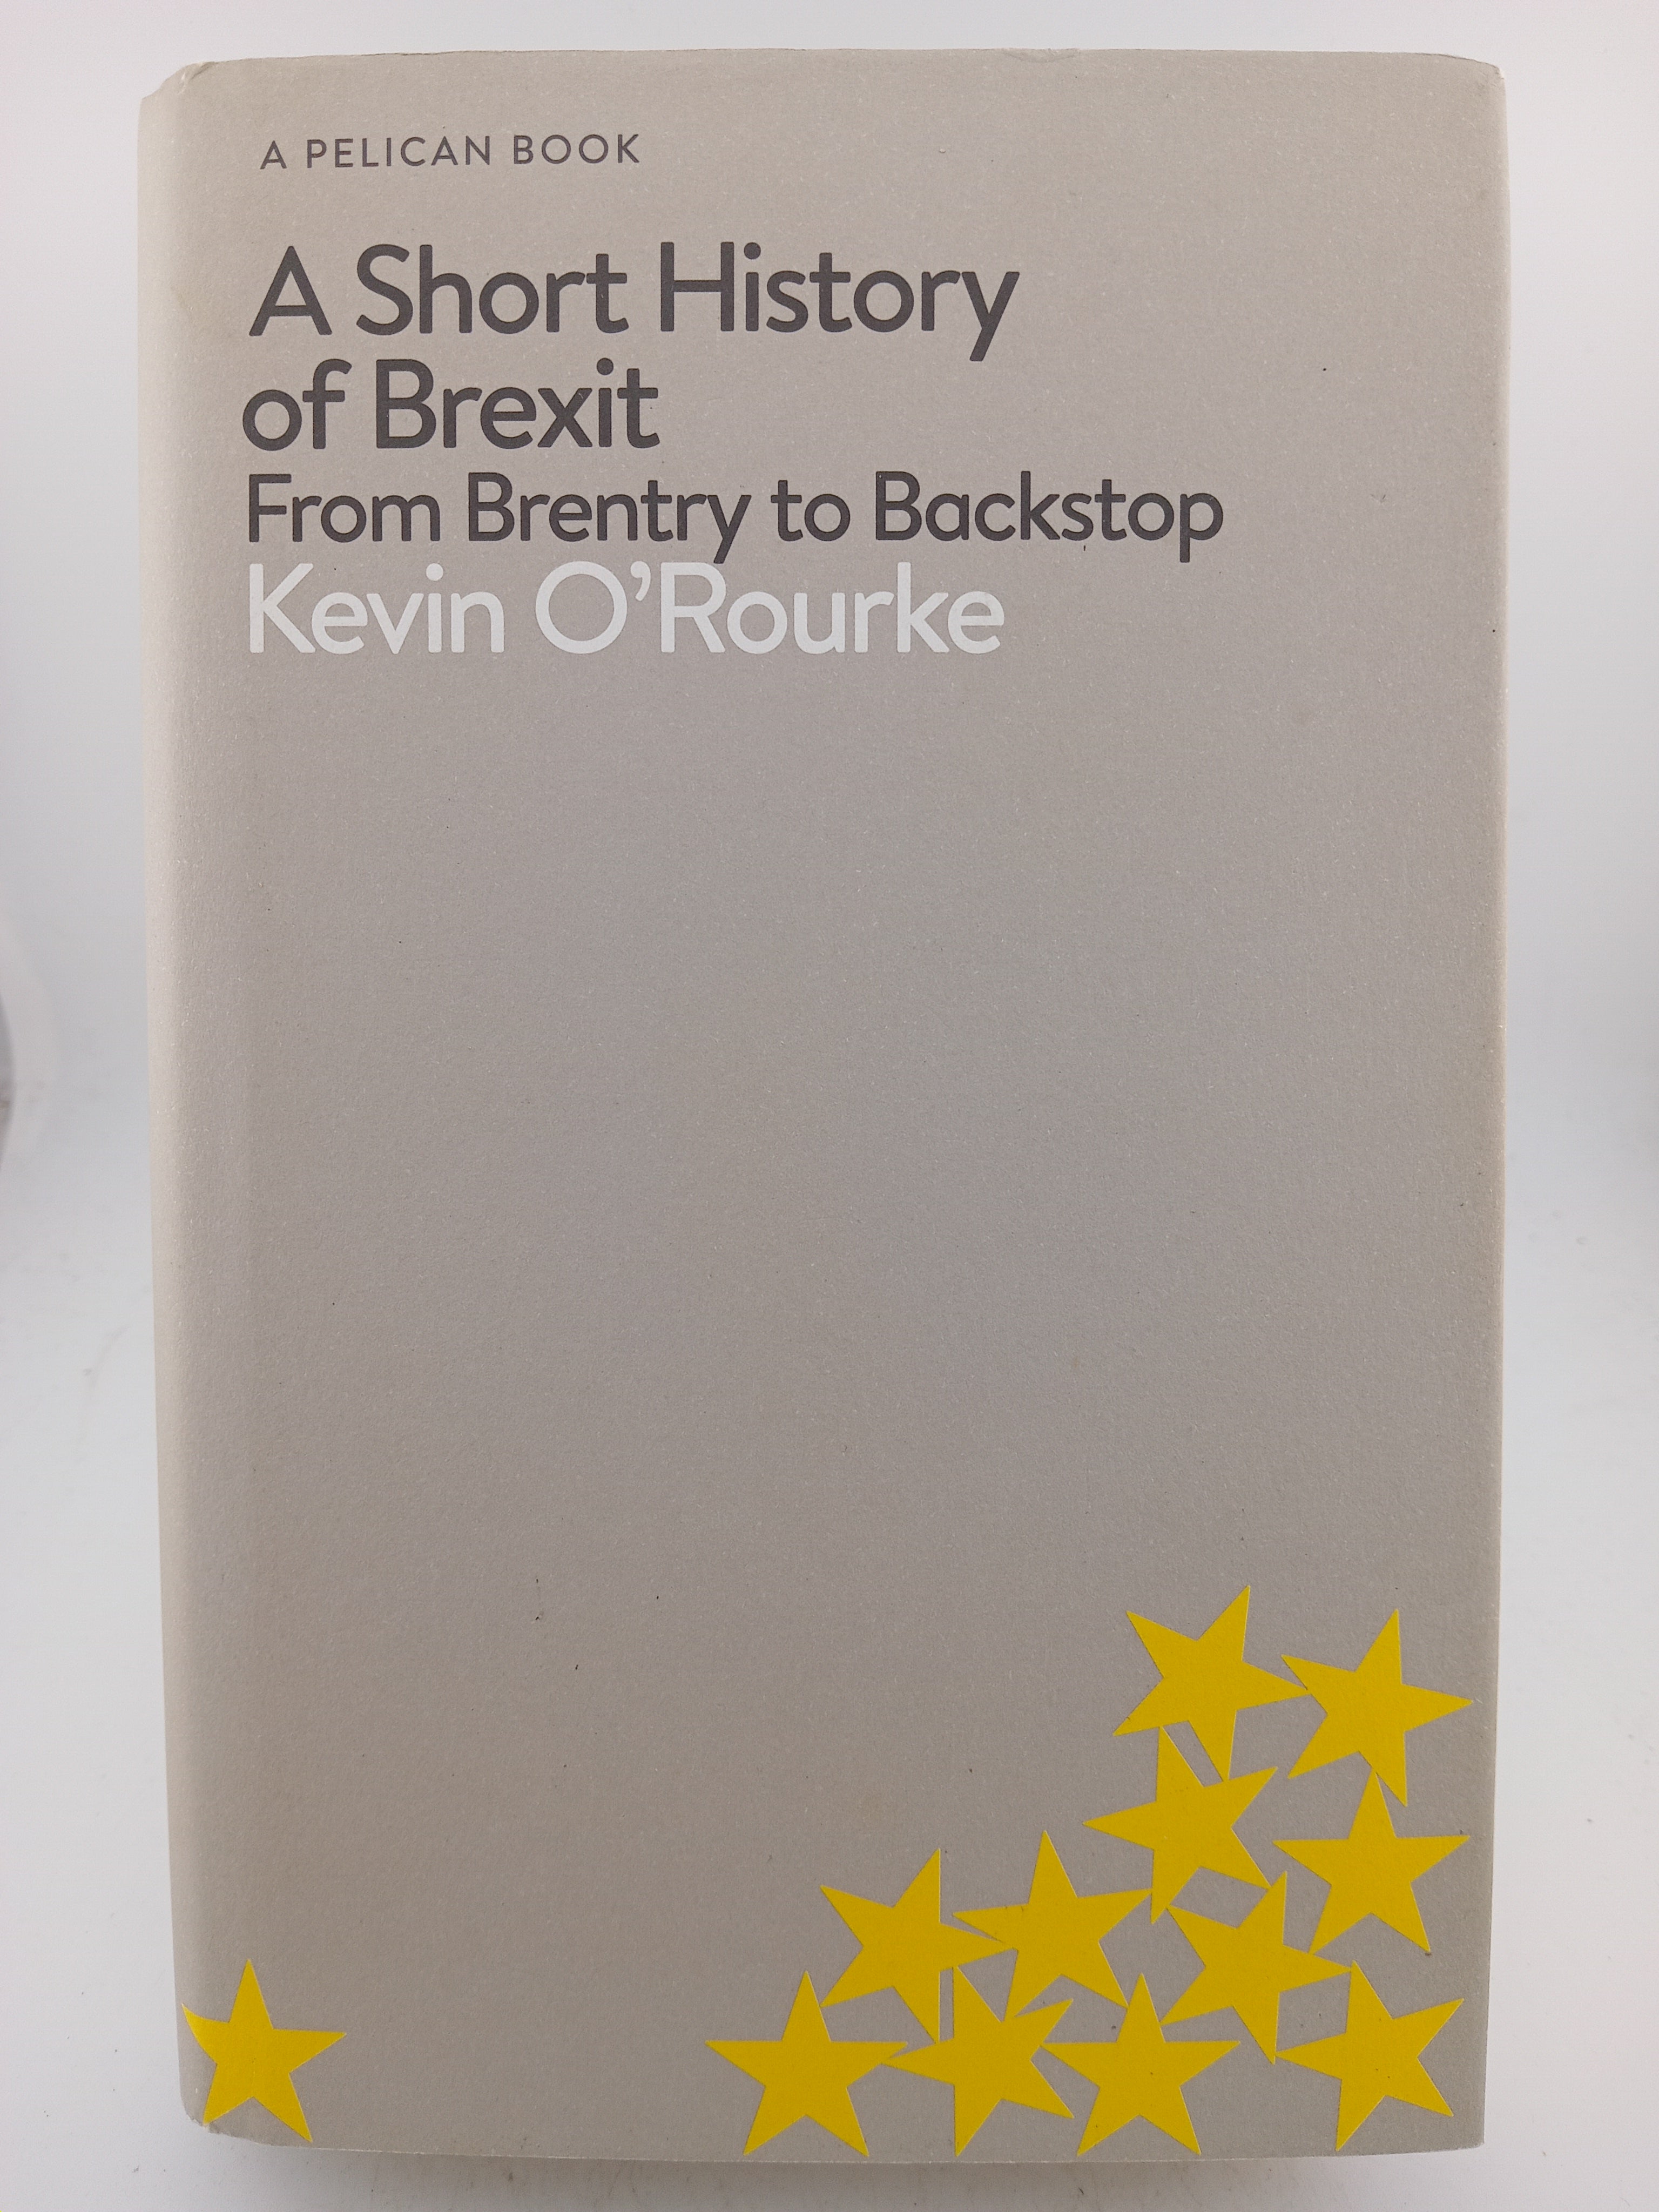 A PELICAN BOOK
A Short History
of Brexit
From Brentry to Backstop
Kevin O’Rourke